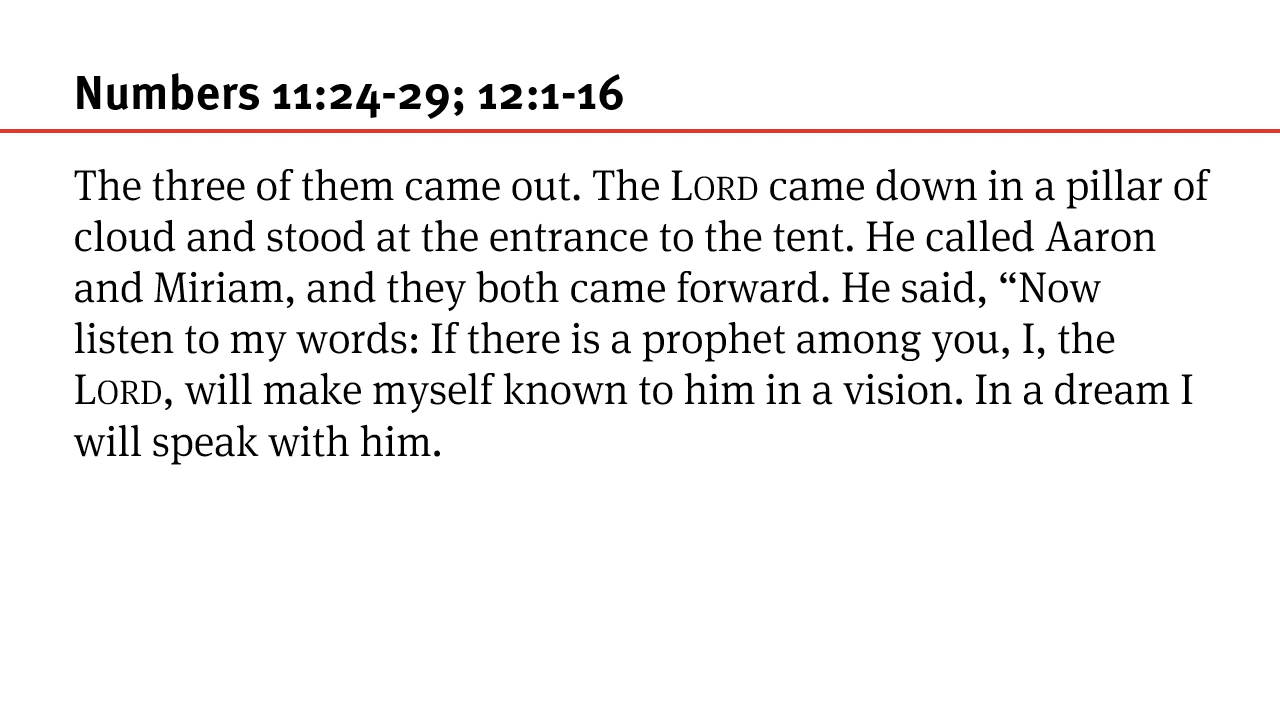 Numbers 11:24-29; 12:1-16
The three of them came out. The LORD came down in a pillar of
cloud and stood at the entrance to the tent. He called Aaron
and Miriam, and they both came forward. He said, “Now
listen to my words: If there is a prophet among you, I, the
LORD, will make myself known to him in a vision. In a dream I
will speak with him.